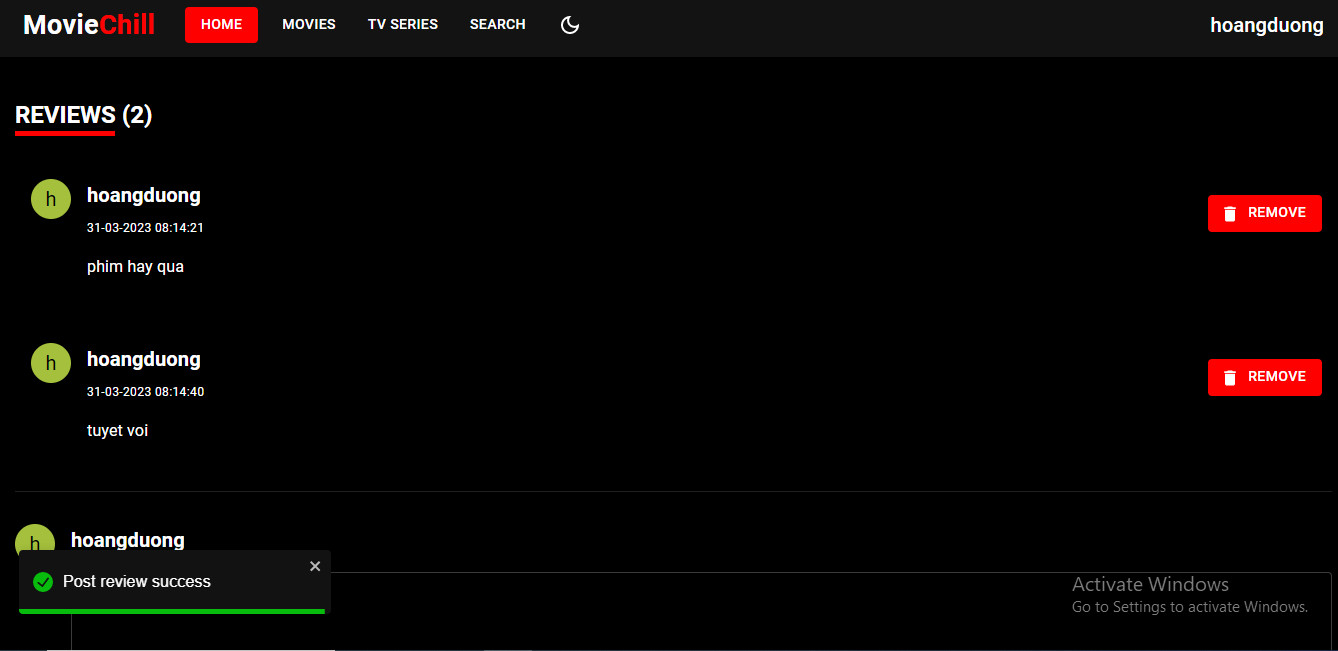 MovieChill HOME MOVIES TV SERIES SEARCH hoangduong
REVIEWS (2)
h hoangduong
31-03-2023 08:14:21
REMOVE
phim hay qua
h hoangduong
31-03-2023 08:14:40
REMOVE
tuyet voi
h hoangduong
Post review success
Activate Windows
Go to Settings to activate Windows.